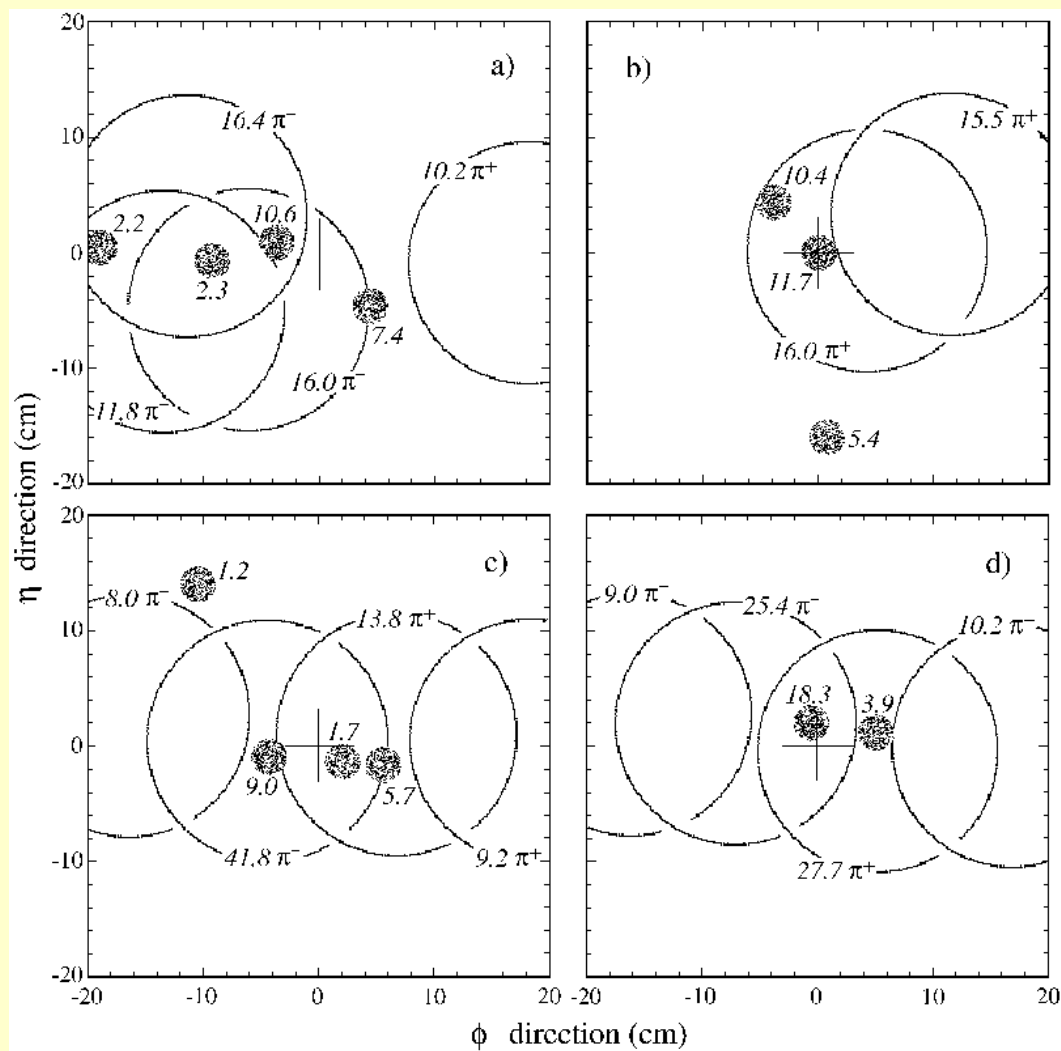 20
10
0
-10
-20
a)
16.4 π⁻
10.2 π⁺
2.2
10.6
2.3
7.4
16.0 π⁻
11.8 π⁻
b)
15.5 π⁺
10.4
11.7
16.0 π⁺
5.4
-20
η direction (cm)
20
10
0
-10
-20
c)
1.2
8.0 π⁻
13.8 π⁺
1.7
9.0
5.7
41.8 π⁻
9.2 π⁺
d)
9.0 π⁻
25.4 π⁻
10.2 π⁻
18.3
3.9
27.7 π⁺
-20
-10
0
10
20
-20
-10
0
10
20
ϕ direction (cm)